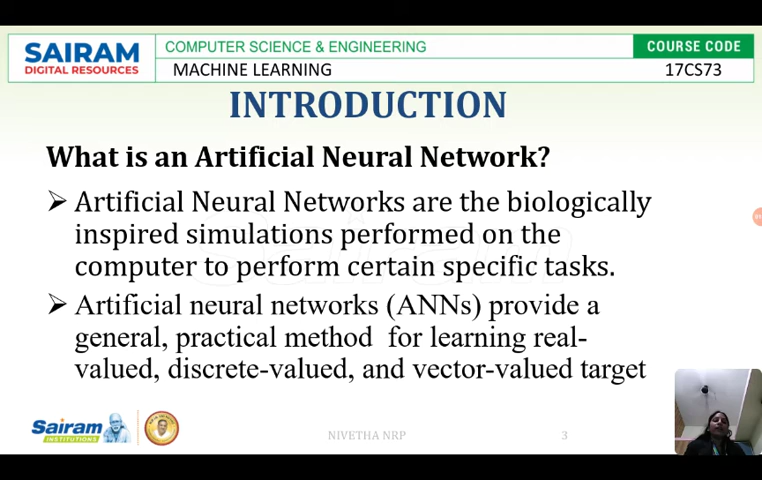 SAIRAM
DIGITAL RESOURCES
COMPUTER SCIENCE & ENGINEERING
COURSE CODE
MACHINE LEARNING
17CS73
INTRODUCTION
What is an Artificial Neural Network?
➢ Artificial Neural Networks are the biologically
inspired simulations performed on the
computer to perform certain specific tasks.
➢ Artificial neural networks (ANNs) provide a
general, practical method for learning real-
valued, discrete-valued, and vector-valued target
Sairam
INSTITUTIONS
NIVETHA NRP
3
Sairam